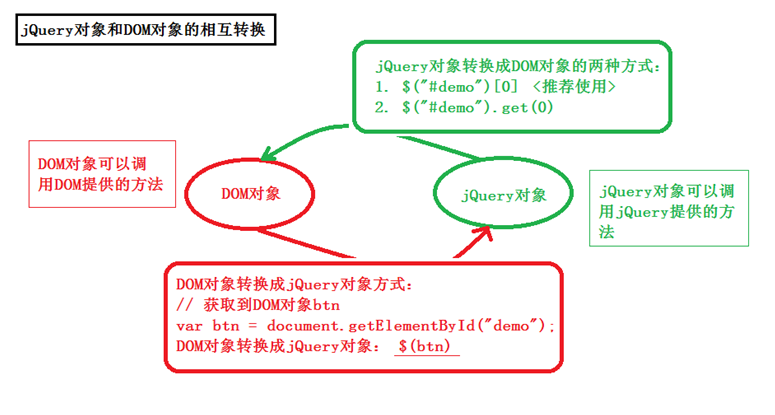 jQuery对象和DOM对象的相互转换
jQuery对象转换成DOM对象的两种方式：
1. $("#demo")[0] <推荐使用>
2. $("#demo").get(0)
DOM对象可以调
用DOM提供的方法
DOM对象
jQuery对象
jQuery对象可以调
用jQuery提供的方
法
DOM对象转换成jQuery对象方式：
// 获取到DOM对象btn
var btn = document.getElementById("demo");
DOM对象转换成jQuery对象： $(btn)